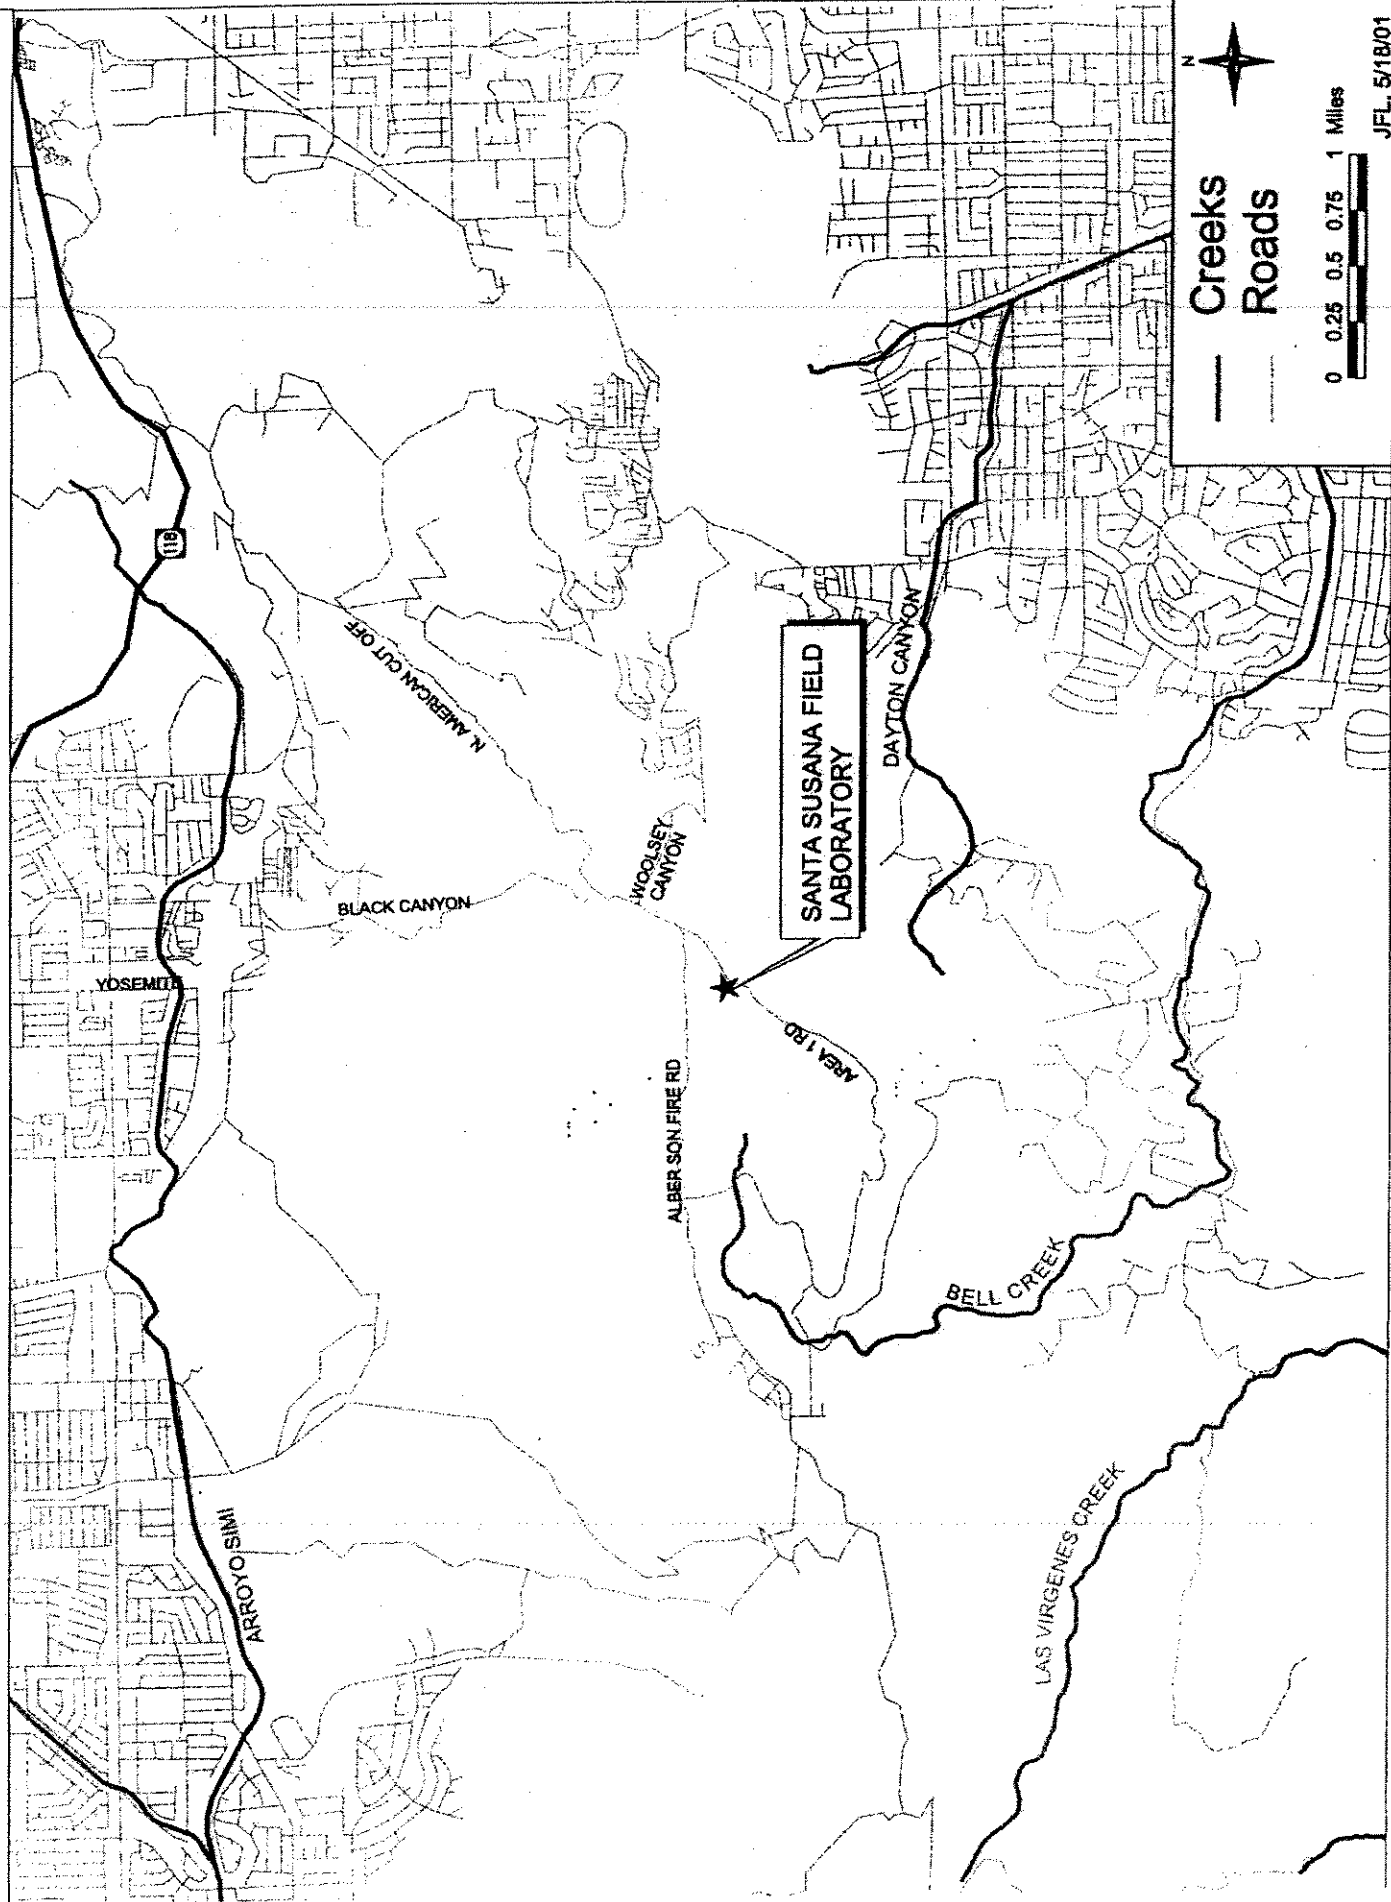 118
YOSEMITE
BLACK CANYON
N. AMERICAN CUT OFF
WOOLSEY
CANYON
SANTA SUSANA FIELD
LABORATORY
DAYTON CANYON
ALBER SON FIRE RD
AREA 1 RD
BELL CREEK
ARROYO SIMI
LAS VIRGENES CREEK
N
Creeks
Roads
0 0.25 0.5 0.75 1 Miles
JFL. 5/18/01